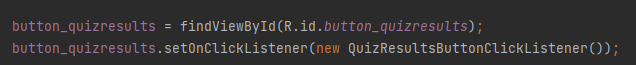 button_quizresults = findViewById(R.id.button_quizresults);
button_quizresults.setOnClickListener(new QuizResultsButtonClickListener());